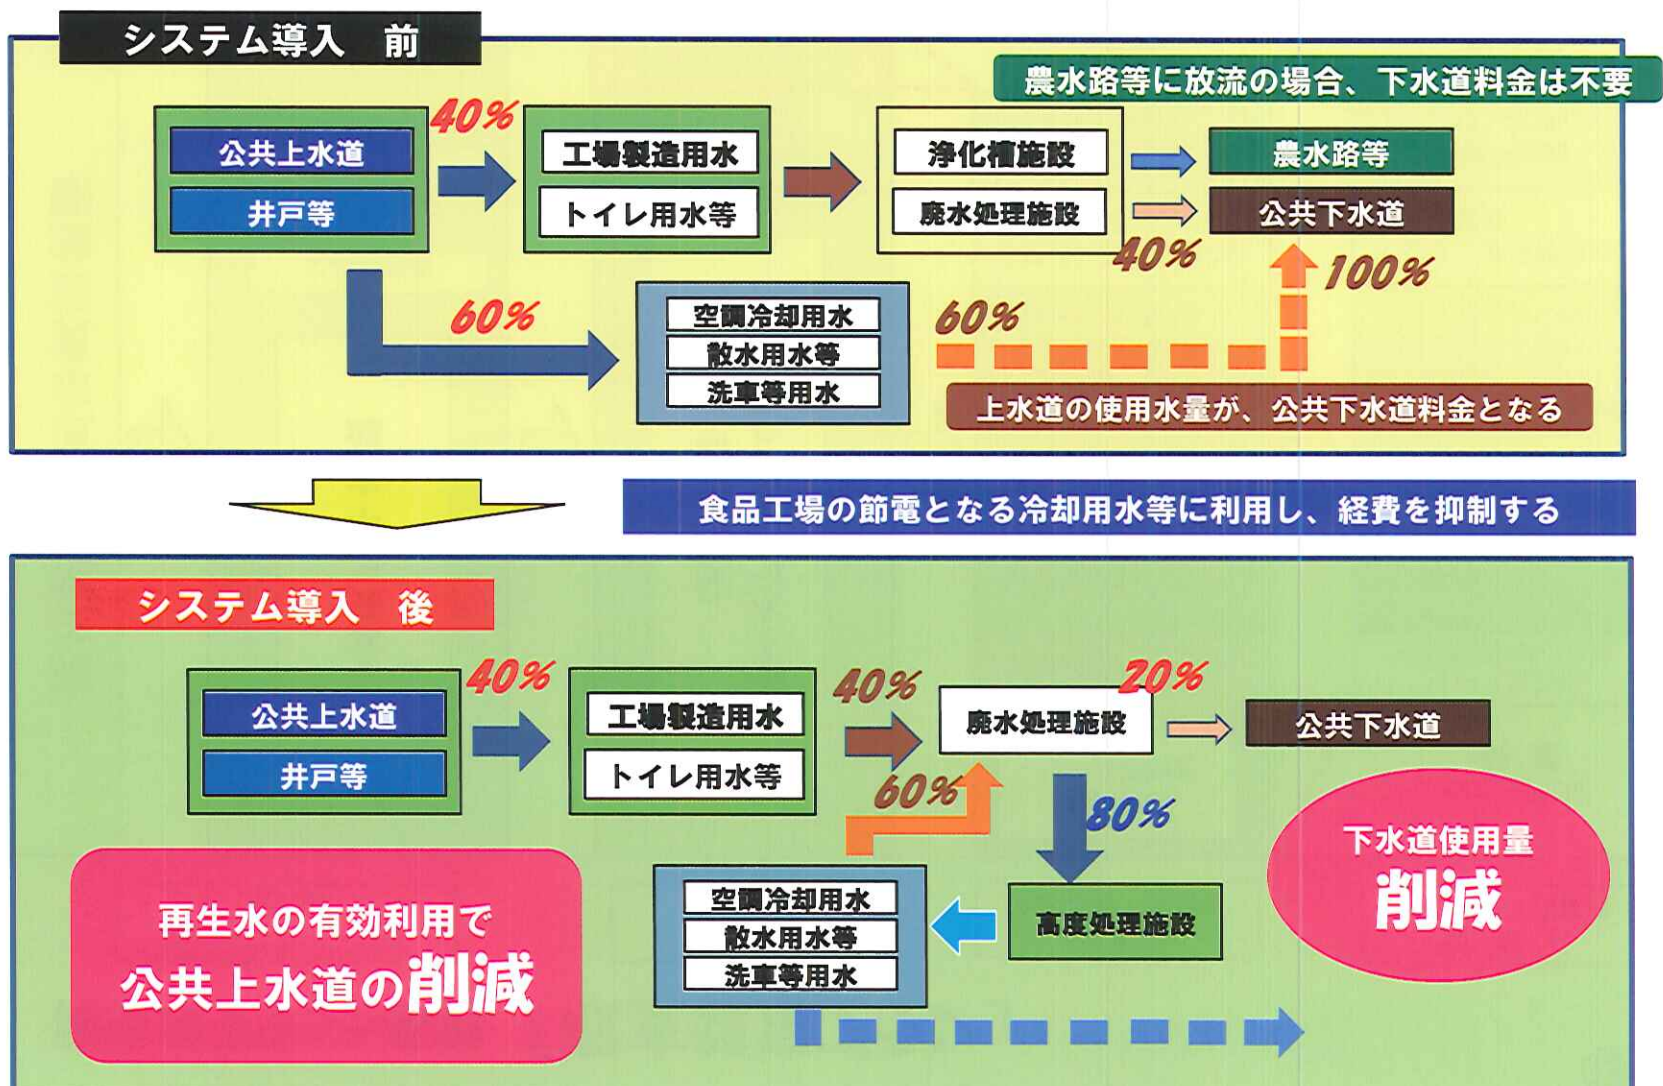 システム導入　前
農水路等に放流の場合、下水道料金は不要
公共上水道
井戸等
40%
工場製造用水
トイレ用水等
浄化槽施設
廃水処理施設
農水路等
公共下水道
40%
100%
60%
空調冷却用水
散水用水等
洗車等用水
60%
上水道の使用水量が、公共下水道料金となる
食品工場の節電となる冷却用水等に利用し、経費を抑制する
システム導入　後
公共上水道
井戸等
40%
工場製造用水
トイレ用水等
40%
廃水処理施設
20%
公共下水道
60%
80%
空調冷却用水
散水用水等
洗車等用水
高度処理施設
再生水の有効利用で
公共上水道の削減
下水道使用量
削減